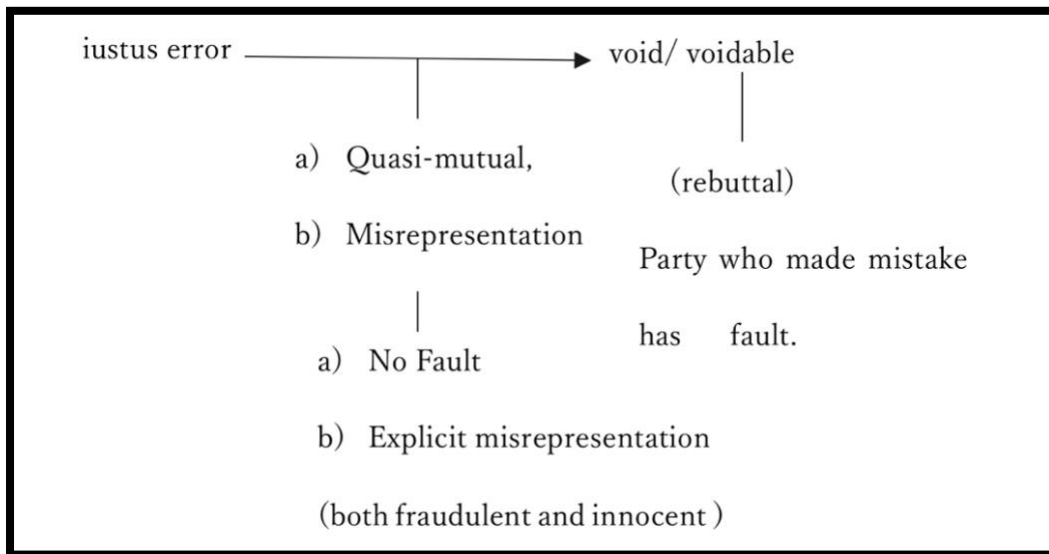 iustus error
void/ voidable
a) Quasi-mutual,
b) Misrepresentation
(rebuttal)
Party who made mistake
has fault.
a) No Fault
b) Explicit misrepresentation
(both fraudulent and innocent )